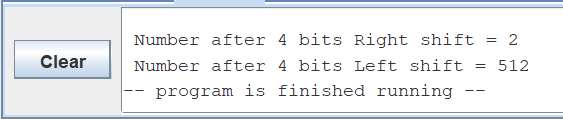 Number after 4 bits Right shift = 2
Clear
Number after 4 bits Left shift = 512
-- program is finished running --